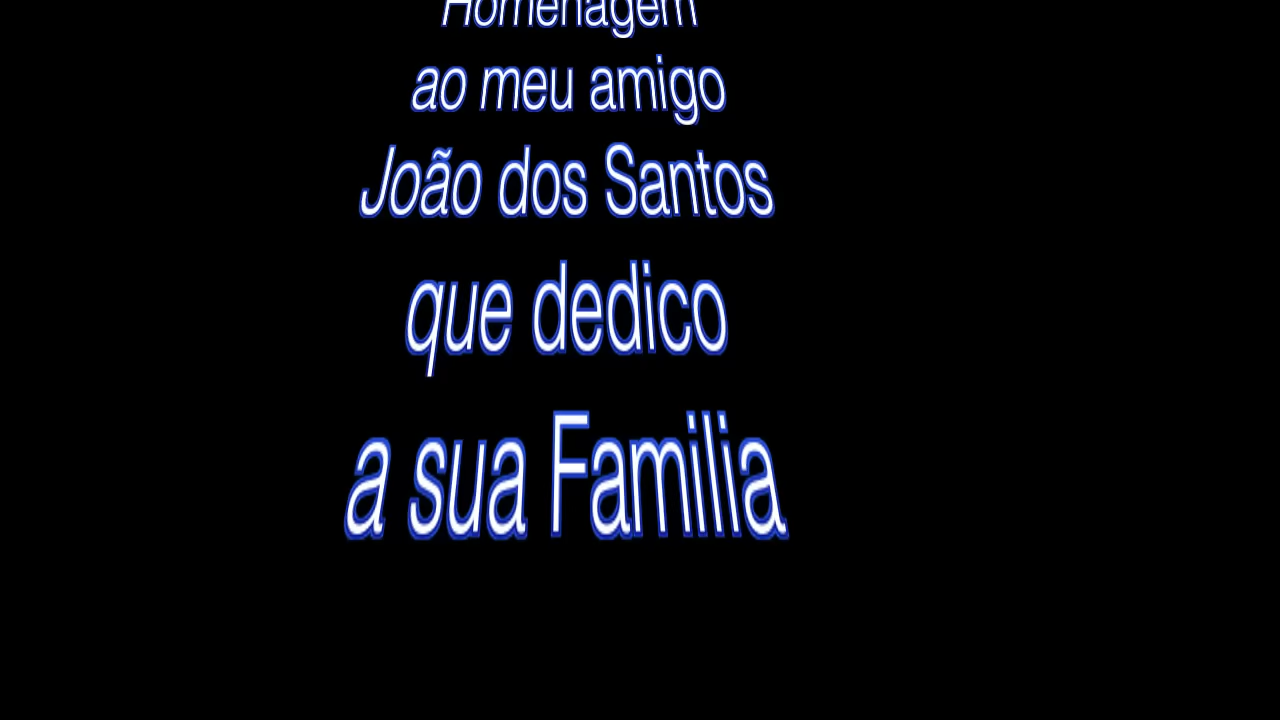 Homenagem
ao meu amigo
João dos Santos
que dedico
a sua Familia